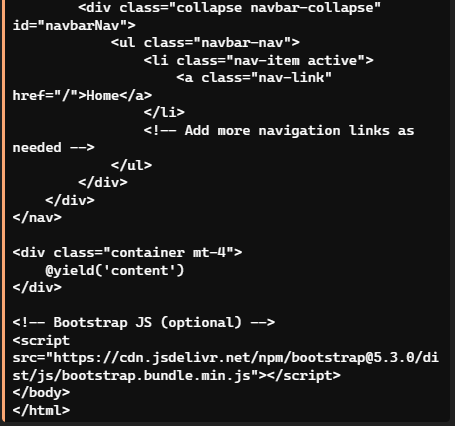 <div class="collapse navbar-collapse"
id="navbarNav">
            <ul class="navbar-nav">
                <li class="nav-item active">
                    <a class="nav-link"
href="/">Home</a>
                </li>
                <!-- Add more navigation links as
needed -->
            </ul>
        </div>
    </div>
</nav>

<div class="container mt-4">
    @yield('content')
</div>

<!-- Bootstrap JS (optional) -->
<script
src="https://cdn.jsdelivr.net/npm/bootstrap@5.3.0/di
st/js/bootstrap.bundle.min.js"></script>
</body>
</html>